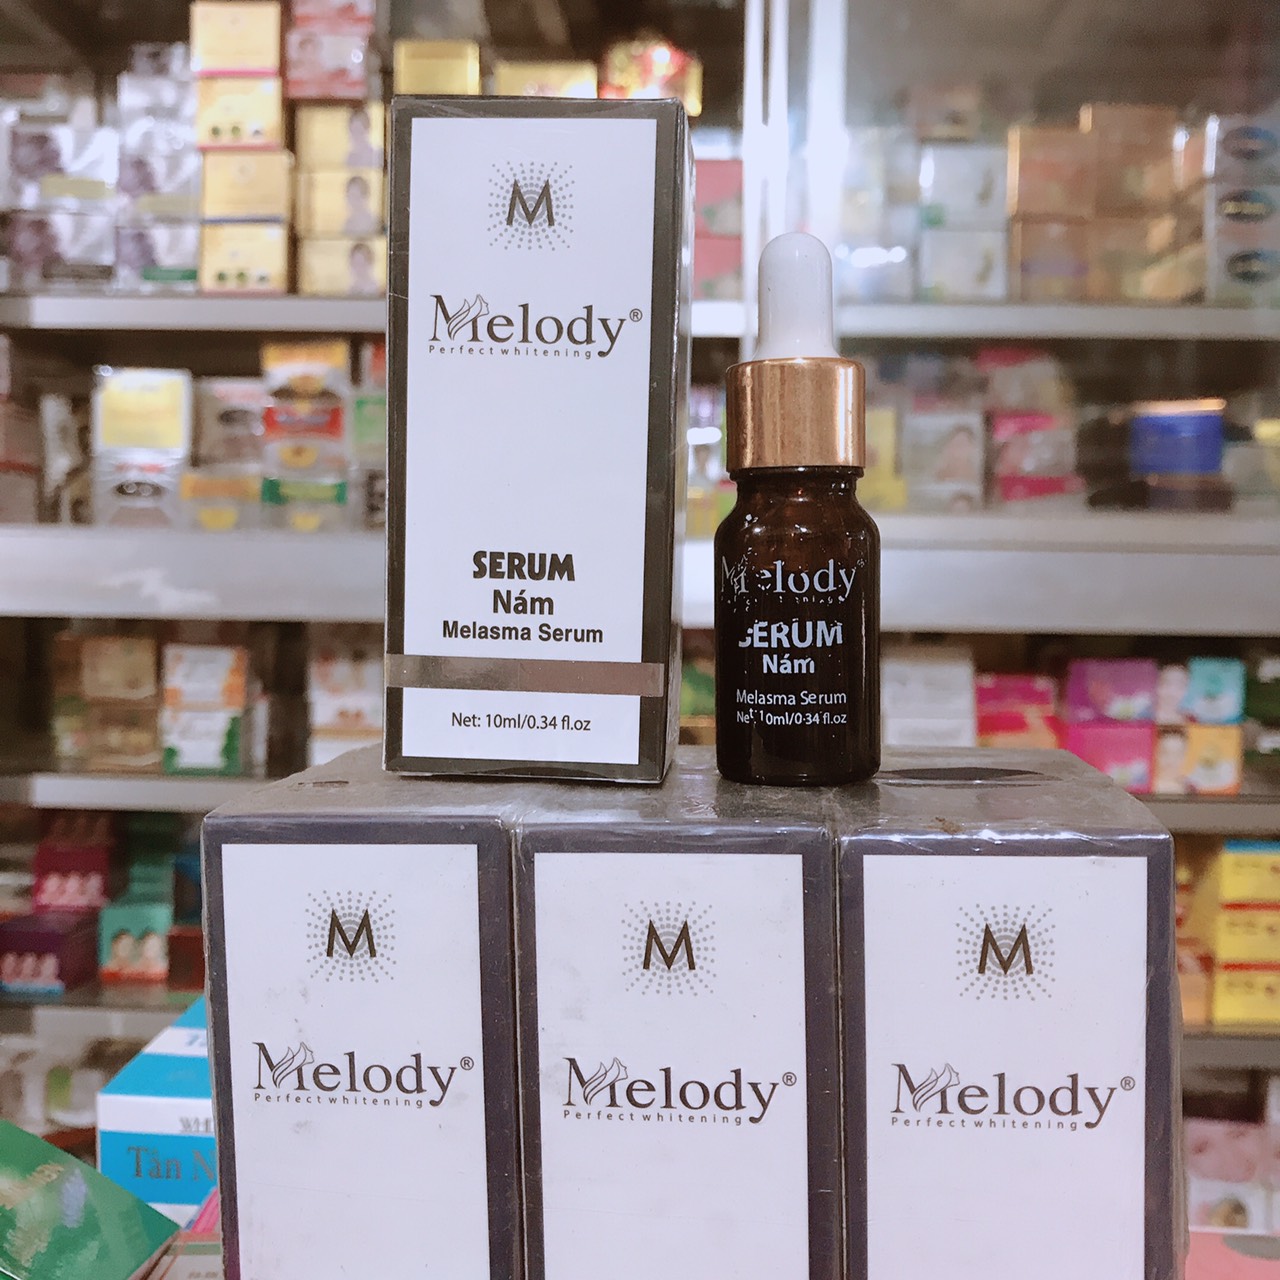 M
Melody®
Perfect whitening
SERUM
Nám
Melasma Serum
Net: 10ml/0.34 fl.oz
Melody
SERUM
Nám
Melasma Serum
Net 10ml/0.34 fl.oz
M
Melody®
Perfect whitening
M
Melody®
Perfect whitening
M
Melody®
Perfect whitening
Tàn N